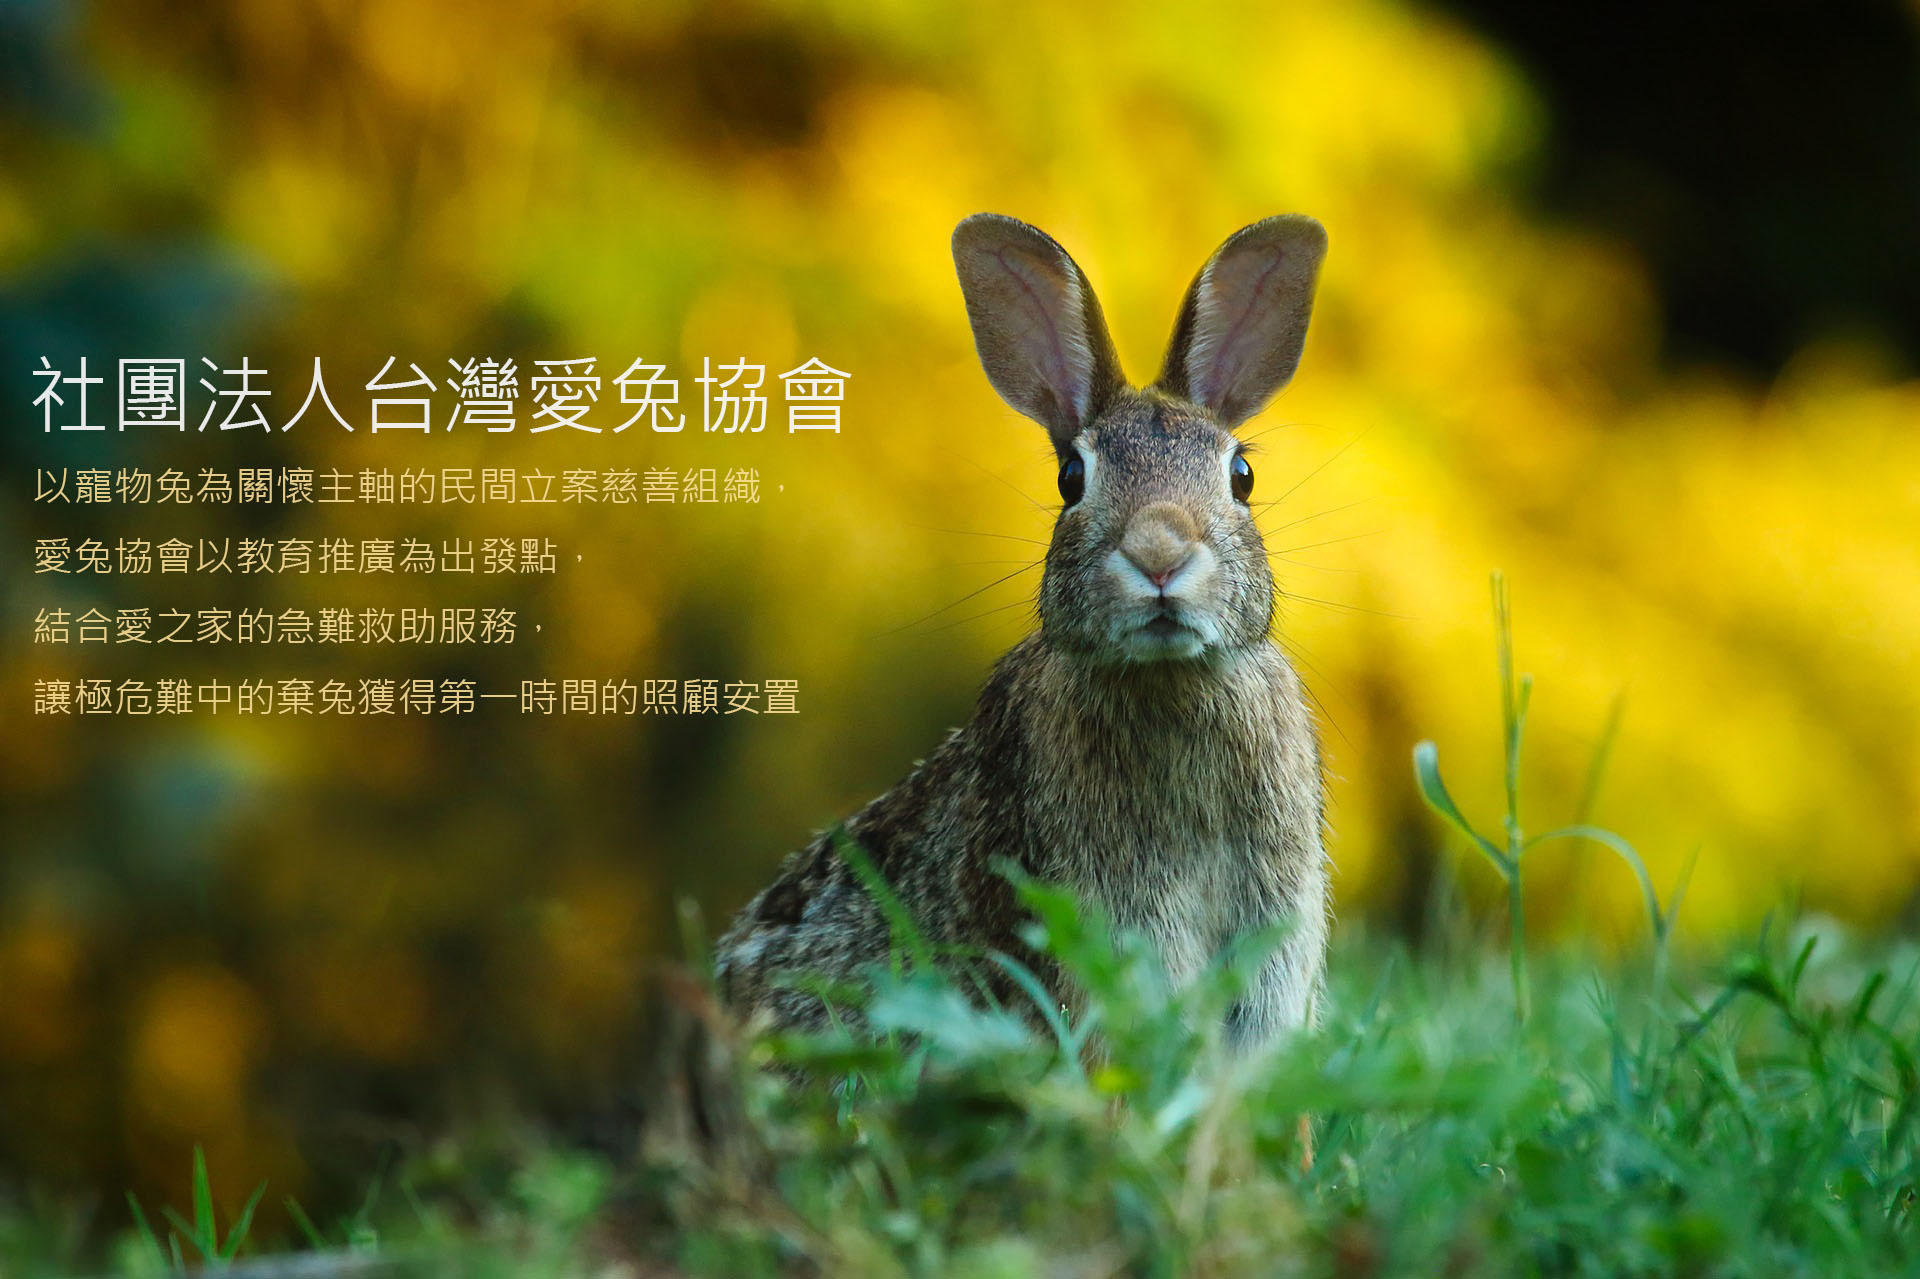 社團法人台灣愛兔協會
以寵物兔為關懷主軸的民間立案慈善組織，
愛兔協會以教育推廣為出發點，
結合愛之家的急難救助服務，
讓極危難中的棄兔獲得第一時間的照顧安置